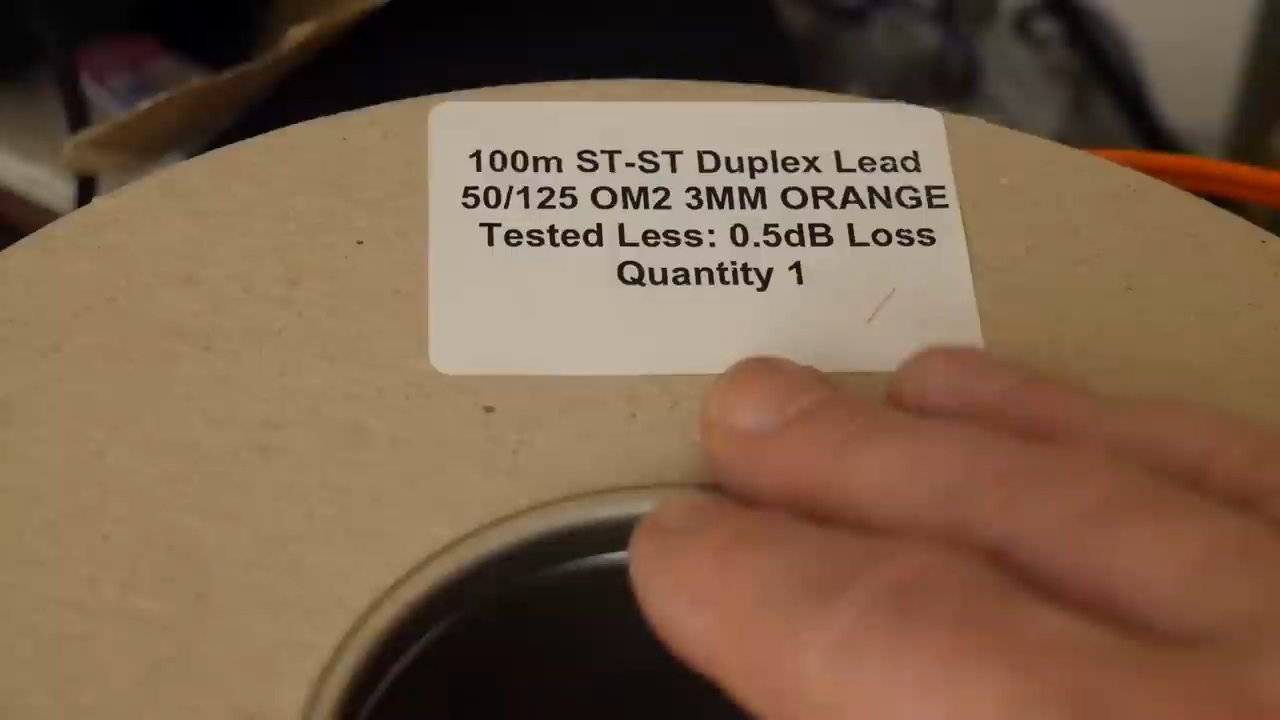 100m ST-ST Duplex Lead
50/125 OM2 3MM ORANGE
Tested Less: 0.5dB Loss
Quantity 1